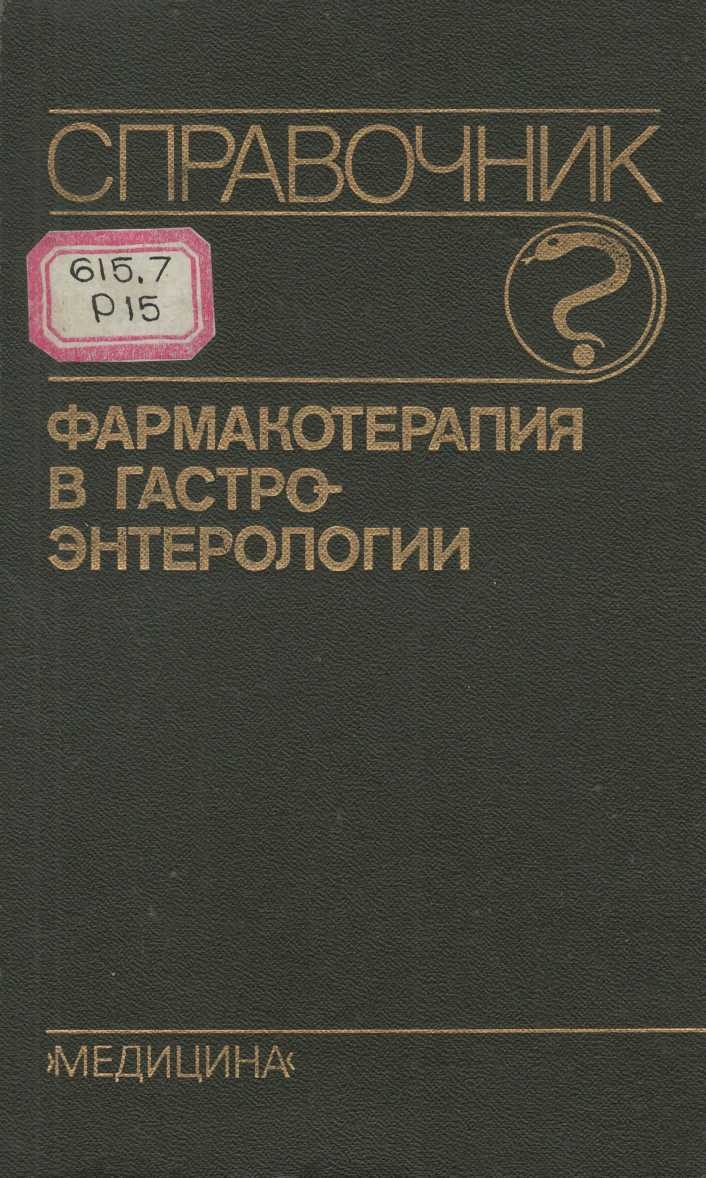 СПРАВОЧНИК
615.7
Р15
ФАРМАКОТЕРАПИЯ
В ГАСТРО-
ЭНТЕРОЛОГИИ
›МЕДИЦИНА‹